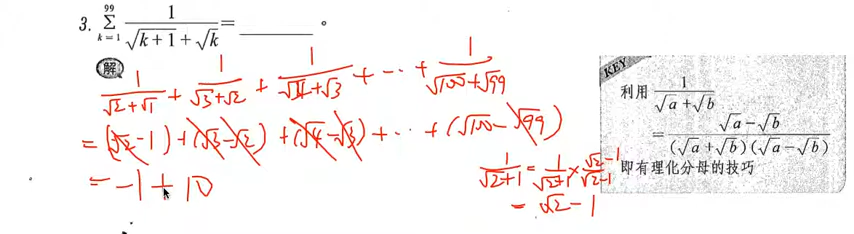 3. $\sum_{k=1}^{99} \frac{1}{\sqrt{k+1}+\sqrt{k}}$ = ________ 。
解
$\frac{1}{\sqrt{2}+\sqrt{1}} + \frac{1}{\sqrt{3}+\sqrt{2}} + \frac{1}{\sqrt{4}+\sqrt{3}} + \cdots + \frac{1}{\sqrt{100}+\sqrt{99}}$
$= (\sqrt{2}-1) + (\sqrt{3}-\sqrt{2}) + (\sqrt{4}-\sqrt{3}) + \cdots + (\sqrt{100}-\sqrt{99})$
$= -1 + 10$
$\frac{1}{\sqrt{2}+1} = \frac{1}{\sqrt{2}+1} \times \frac{\sqrt{2}-1}{\sqrt{2}-1}$
$= \sqrt{2}-1$
KEY
利用 $\frac{1}{\sqrt{a}+\sqrt{b}}$
$= \frac{\sqrt{a}-\sqrt{b}}{(\sqrt{a}+\sqrt{b})(\sqrt{a}-\sqrt{b})}$
即有理化分母的技巧